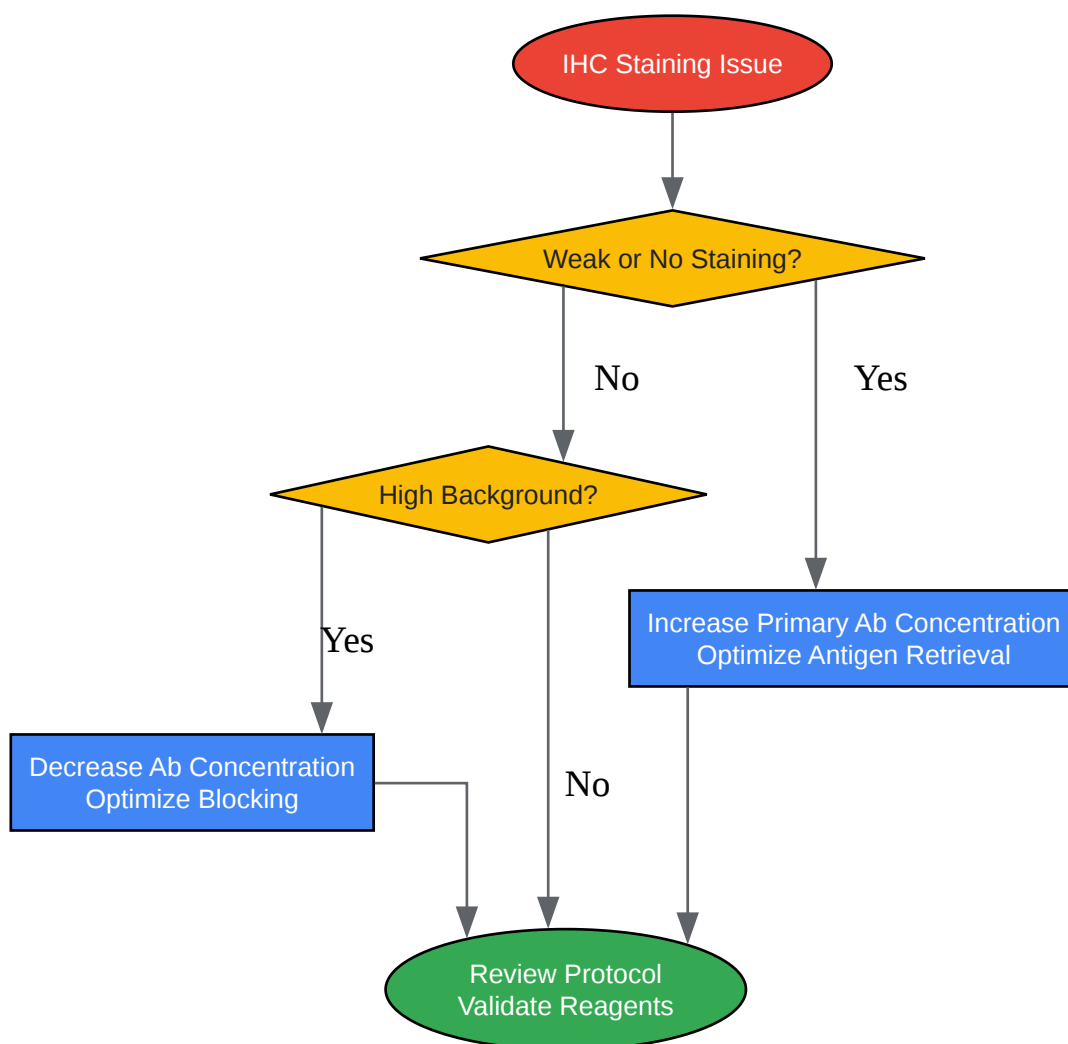 IHC Staining Issue
Weak or No Staining?
No
Yes
High Background?
Increase Primary Ab Concentration
Optimize Antigen Retrieval
Yes
Decrease Ab Concentration
Optimize Blocking
No
Review Protocol
Validate Reagents